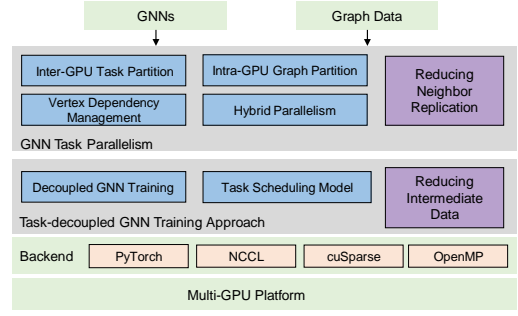 GNNs
Graph Data
Inter-GPU Task Partition
Intra-GPU Graph Partition
Reducing
Neighbor
Replication
Vertex Dependency
Management
Hybrid Parallelism
GNN Task Parallelism
Decoupled GNN Training
Task Scheduling Model
Reducing
Intermediate
Data
Task-decoupled GNN Training Approach
Backend
PyTorch
NCCL
cuSparse
OpenMP
Multi-GPU Platform